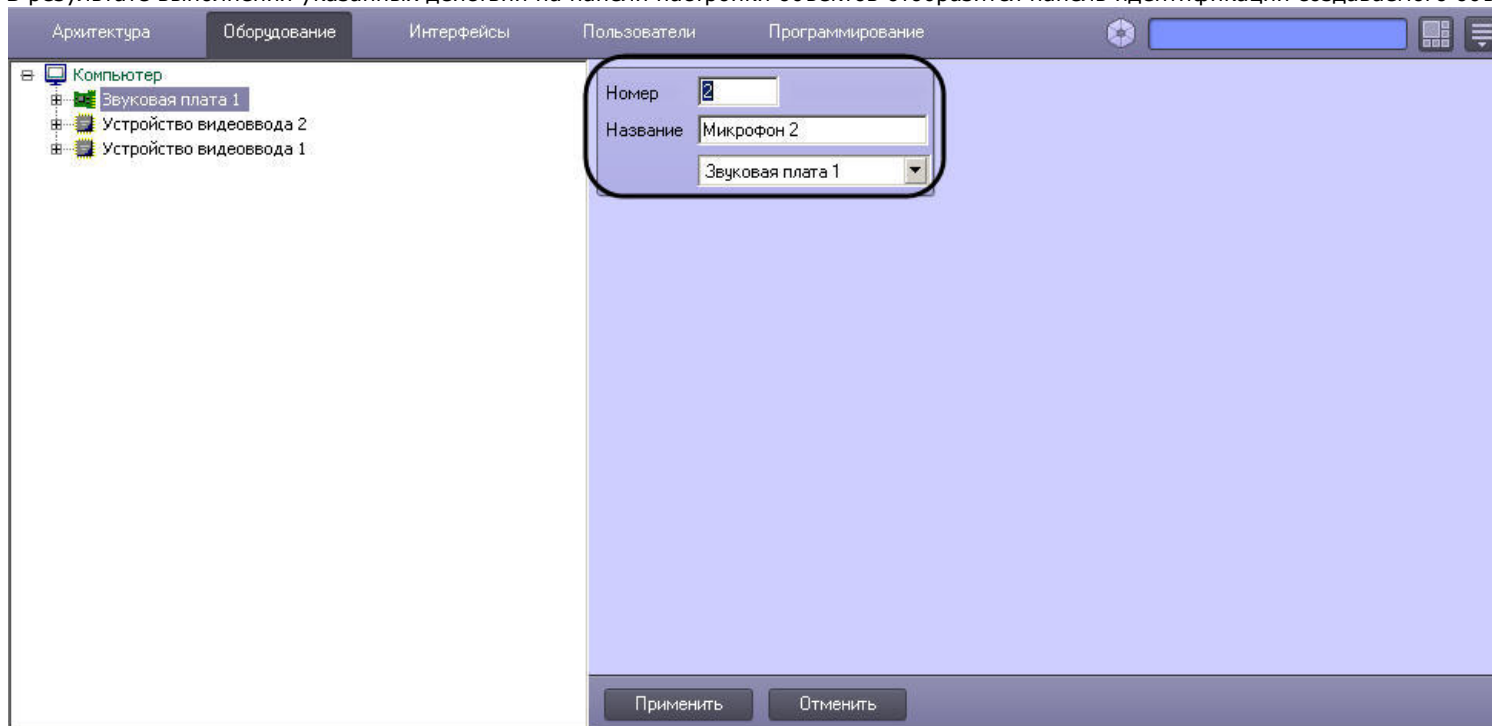 Архитектура Оборудование Интерфейсы Пользователи Программирование
Компьютер
Звуковая плата 1
Устройство видеоввода 2
Устройство видеоввода 1
Номер 2
Название Микрофон 2
Звуковая плата 1
Применить Отменить